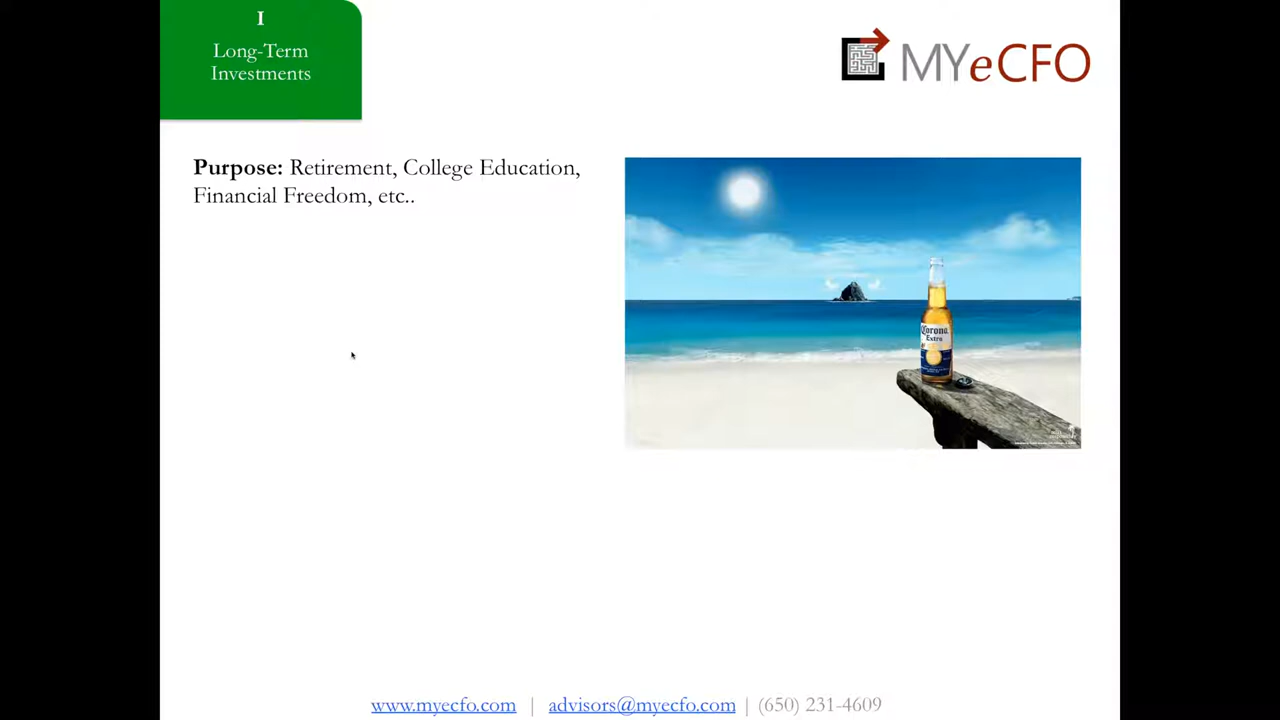 I
Long-Term
Investments
MYeCFO
Purpose: Retirement, College Education,
Financial Freedom, etc..
Corona
Extra
www.myecfo.com | advisors@myecfo.com | (650) 231-4609